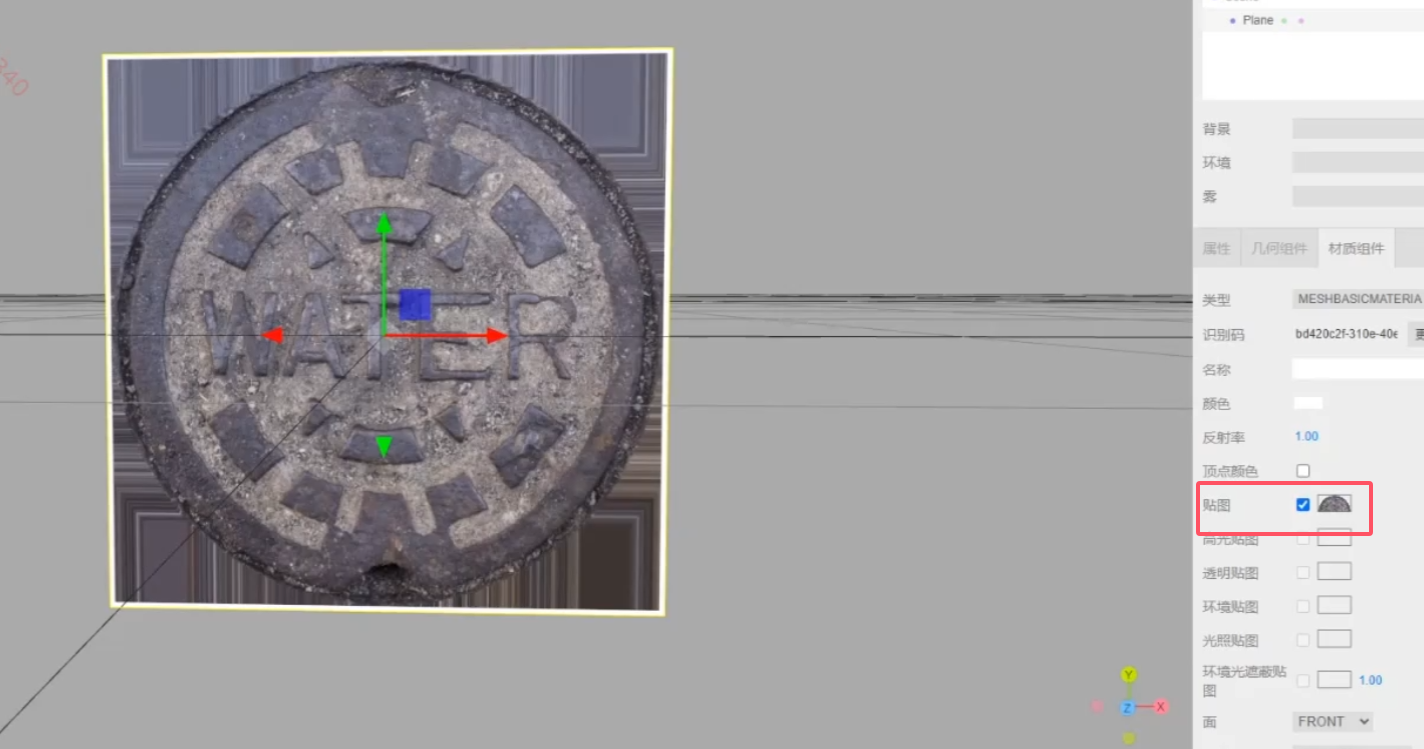 Plane
背景
环境
雾
属性
几何组件
材质组件
类型
MESHBASICMATERIA
识别码
bd420c2f-310e-40e
名称
颜色
反射率
1.00
顶点颜色
贴图
高光贴图
透明贴图
环境贴图
光照贴图
环境光遮蔽贴
图
1.00
面
FRONT
WATER
340
Y
Z
X